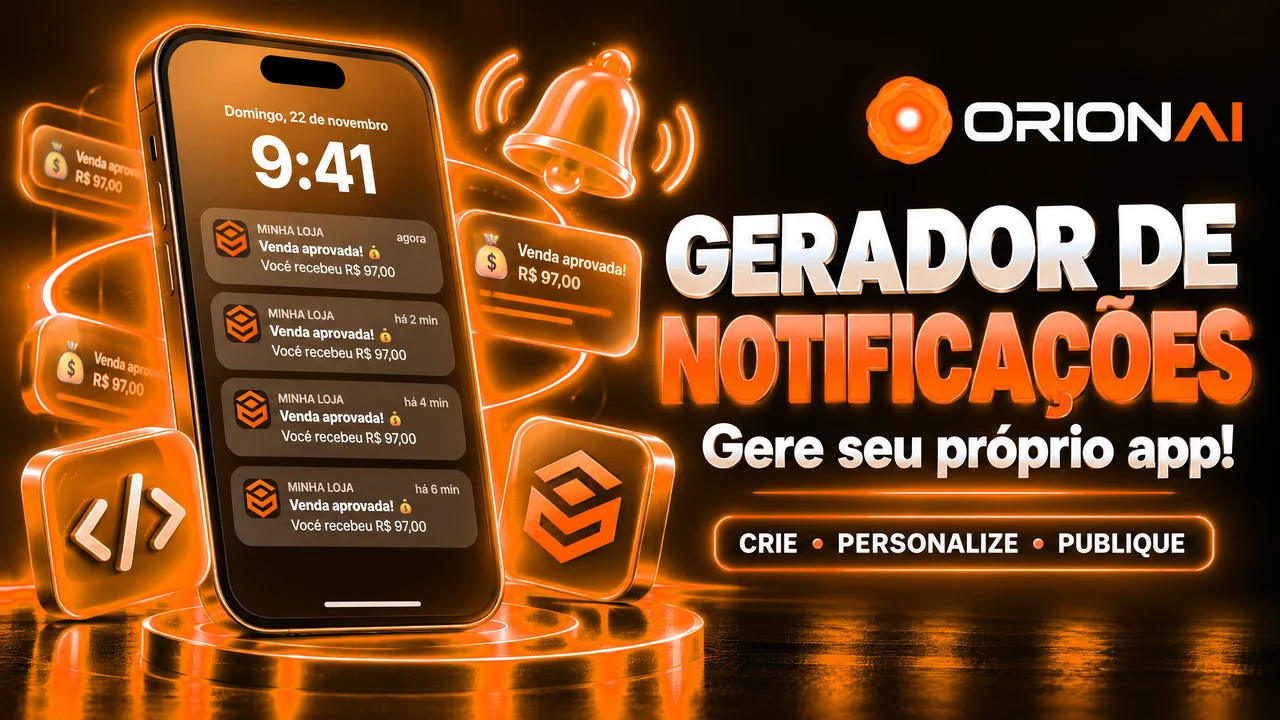 Domingo, 22 de novembro
9:41
MINHA LOJA
agora
Venda aprovada! 💰
Você recebeu R$ 97,00
MINHA LOJA
há 2 min
Venda aprovada! 💰
Você recebeu R$ 97,00
MINHA LOJA
há 4 min
Venda aprovada! 💰
Você recebeu R$ 97,00
MINHA LOJA
há 6 min
Venda aprovada! 💰
Você recebeu R$ 97,00
Venda aprov
R$ 97,00
Venda aprova
R$ 97,00
Venda aprovada!
R$ 97,00
</>
ORIONAI
GERADOR DE
NOTIFICAÇÕES
Gere seu próprio app!
CRIE • PERSONALIZE • PUBLIQUE